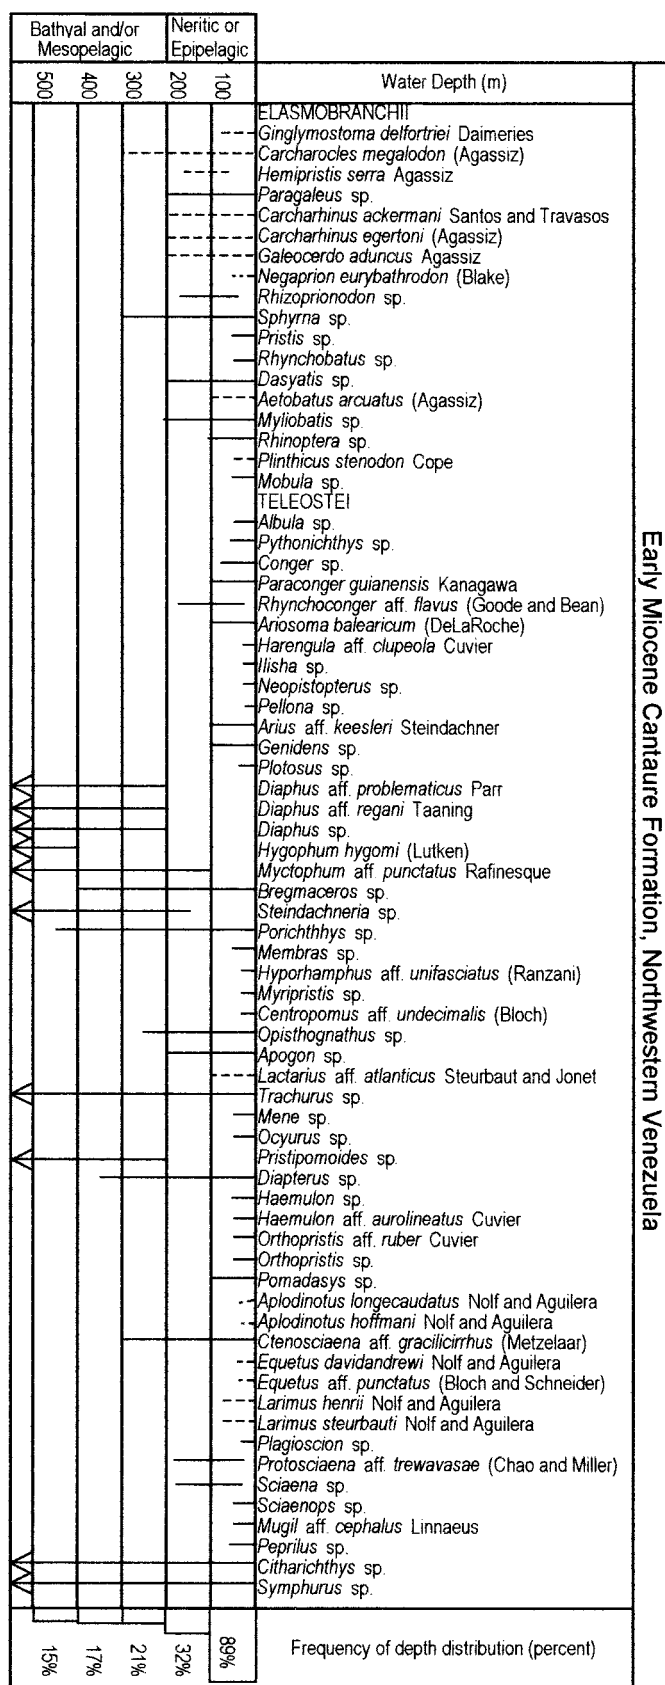 Bathval and/or
Mesopelagic
Neritic or
Epipelagic
500
400
300
200
100
Water Depth (m)
ELASMOBRANCHII
Ginglymostoma delfortriei Daimeries
Carcharocles megalodon (Agassiz)
Hemipristis serra Agassiz
Paragaleus sp.
Carcharhinus ackermani Santos and Travasos
Carcharhinus egertoni (Agassiz)
Galeocerdo aduncus Agassiz
Negaprion eurybathrodon (Blake)
Rhizoprionodon sp.
Sphyrna sp.
Pristis sp.
Rhynchobatus sp.
Dasyatis sp.
Aetobatus arcuatus (Agassiz)
Myliobatis sp.
Rhinoptera sp.
Plinthicus stenodon Cope
Mobula sp.
TELEOSTEI
Albula sp.
Pythonichthys sp.
Conger sp.
Paraconger guianensis Kanagawa
Rhynchoconger aff. flavus (Goode and Bean)
Ariosoma balearicum (DeLaRoche)
Harengula aff. clupeola Cuvier
Ilisha sp.
Neopistopterus sp.
Pellona sp.
Arius aff. keesleri Steindachner
Genidens sp.
Plotosus sp.
Diaphus aff. problematicus Parr
Diaphus aff. regani Taaning
Diaphus sp.
Hygophum hygomi (Lutken)
Myctophum aff. punctatus Rafinesque
Bregmaceros sp.
Steindachneria sp.
Porichthhys sp.
Membras sp.
Hyporhamphus aff. unifasciatus (Ranzani)
Myripristis sp.
Centropomus aff. undecimalis (Bloch)
Opisthognathus sp.
Apogon sp.
Lactarius aff. atlanticus Steurbaut and Jonet
Trachurus sp.
Mene sp.
Ocyurus sp.
Pristipomoides sp.
Diapterus sp.
Haemulon sp.
Haemulon aff. aurolineatus Cuvier
Orthopristis aff. ruber Cuvier
Orthopristis sp.
Pomadasys sp.
Aplodinotus longecaudatus Nolf and Aguilera
Aplodinotus hoffmani Nolf and Aguilera
Ctenosciaena aff. gracilicirrhus (Metzelaar)
Equetus davidandrewi Nolf and Aguilera
Equetus aff. punctatus (Bloch and Schneider)
Larimus henrii Nolf and Aguilera
Larimus steurbauti Nolf and Aguilera
Plagioscion sp.
Protosciaena aff. trewavasae (Chao and Miller)
Sciaena sp.
Sciaenops sp.
Mugil aff. cephalus Linnaeus
Peprilus sp.
Citharichthys sp.
Symphurus sp.
15%
17%
21%
32%
89%
Frequency of depth distribution (percent)
Early Miocene Cantaure Formation, Northwestern Venezuela